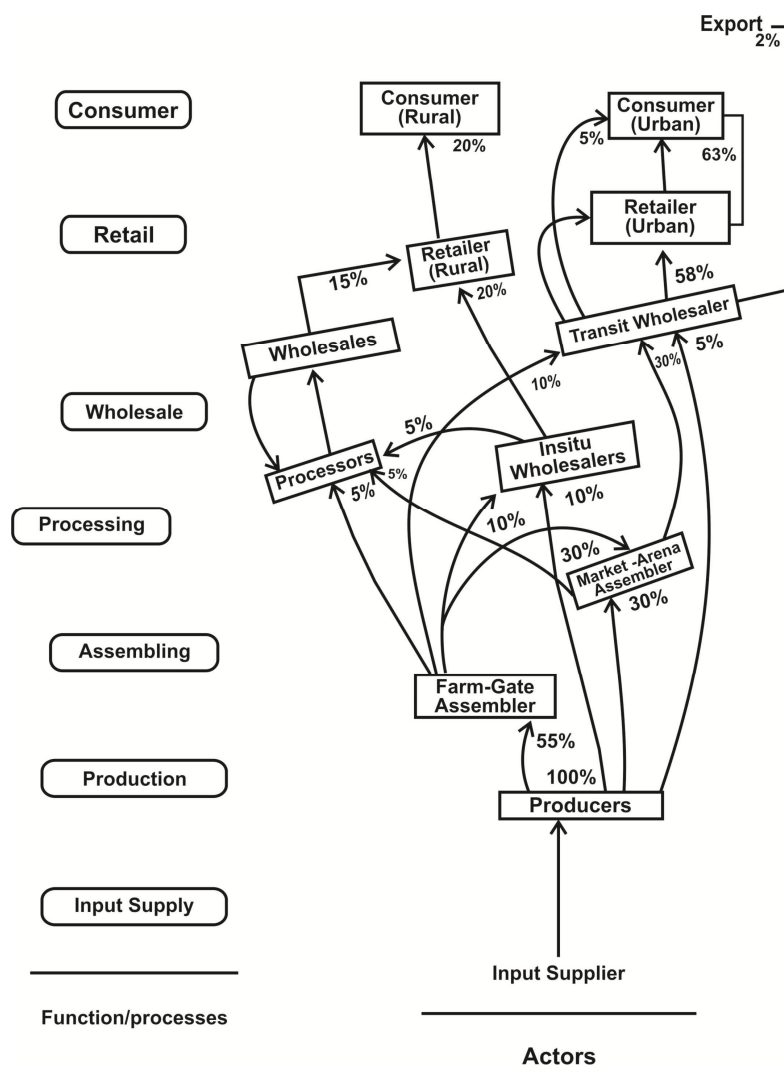 Export
2%
Consumer
Consumer
(Rural)
20%
Consumer
(Urban)
5%
63%
Retail
Retailer
(Rural)
20%
15%
Retailer
(Urban)
58%
Transit Wholesaler
5%
30%
10%
Wholesales
Wholesale
5%
Insitu
Wholesalers
10%
Processors
5%
5%
Processing
10%
30%
Market -Arena
Assembler
30%
Assembling
Farm-Gate
Assembler
55%
Production
100%
Producers
Input Supply
Input Supplier
Function/processes
Actors